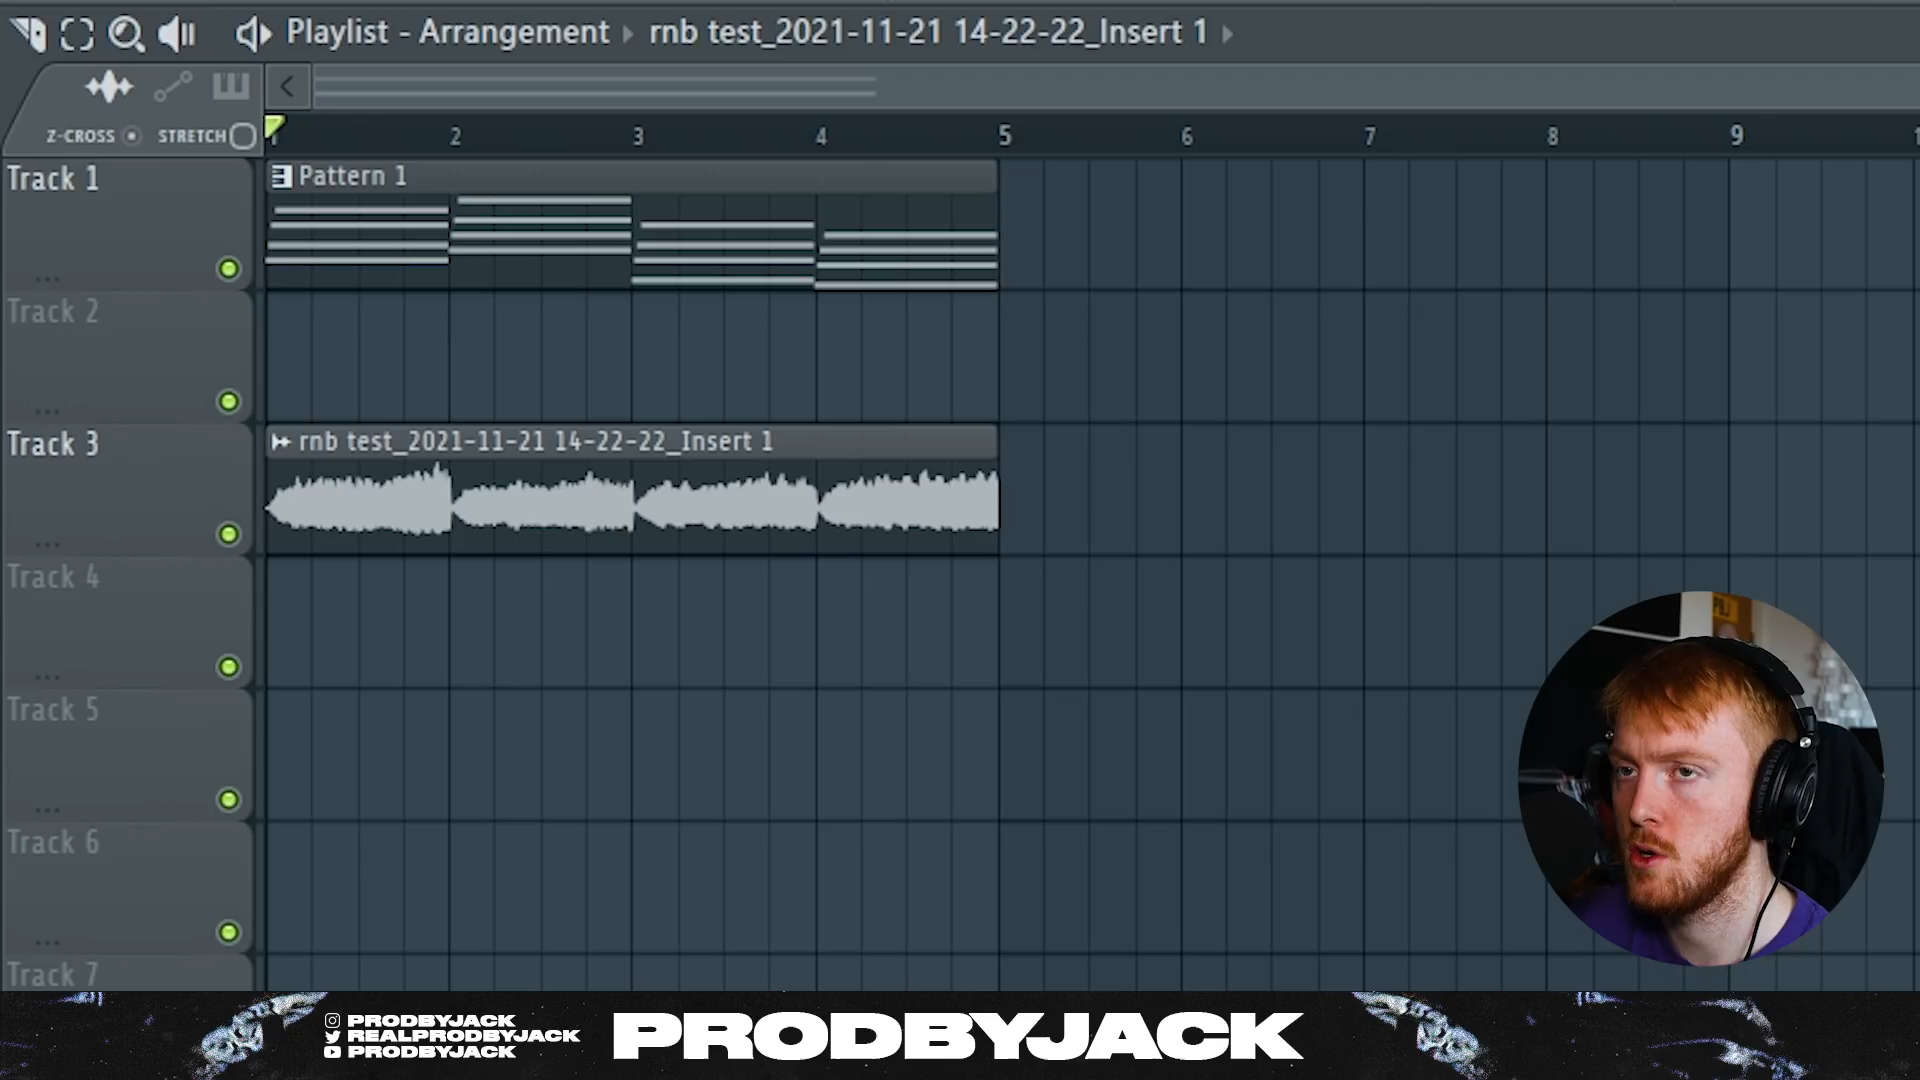 Playlist - Arrangement ▸ rnb test_2021-11-21 14-22-22_Insert 1 ▸
Z-CROSS STRETCH
2 3 4 5 6 7 8 9
Track 1
Pattern 1
Track 2
Track 3
rnb test_2021-11-21 14-22-22_Insert 1
Track 4
Track 5
Track 6
Track 7
PRODBYJACK
REALPRODBYJACK
PRODBYJACK
PRODBYJACK